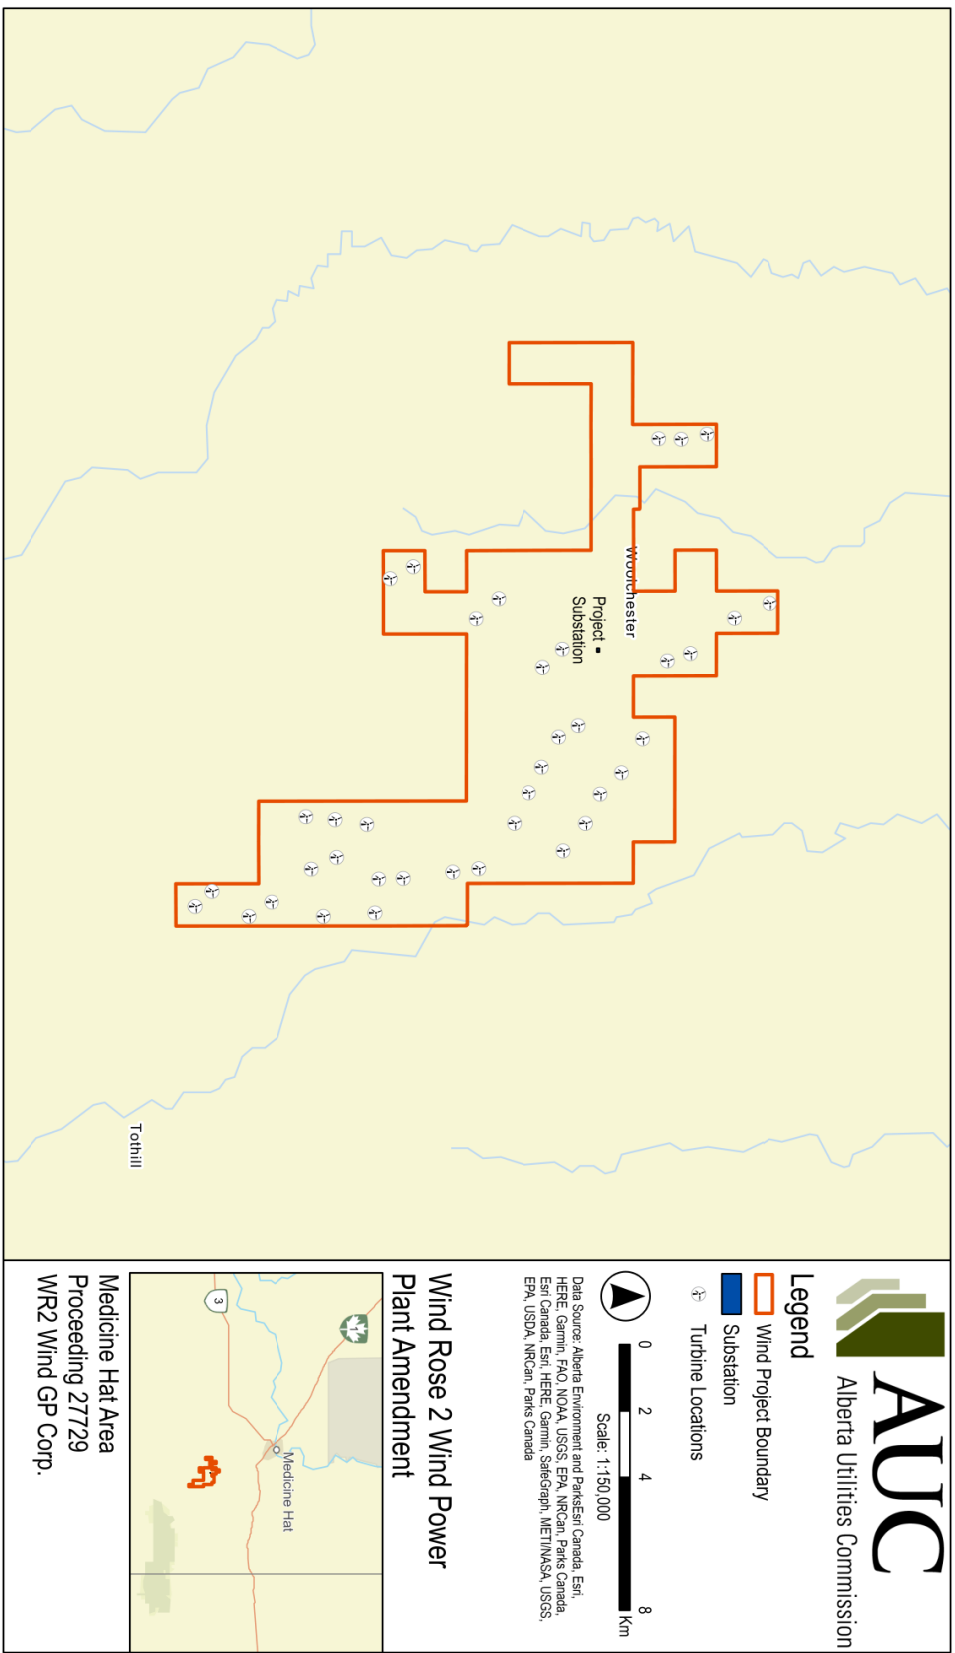 Woolchester
Project
Substation
Tothill
AUC
Alberta Utilities Commission
Legend
Wind Project Boundary
Substation
Turbine Locations
0 2 4 8
Km
Scale: 1:150,000
Data Source: Alberta Environment and ParksEsri Canada, Esri,
HERE, Garmin, FAO, NOAA, USGS, EPA, NRCan, Parks Canada,
Esri Canada, Esri, HERE, Garmin, SafeGraph, METI/NASA, USGS,
EPA, USDA, NRCan, Parks Canada
Wind Rose 2 Wind Power
Plant Amendment
1
3
Medicine Hat
Medicine Hat Area
Proceeding 27729
WR2 Wind GP Corp.